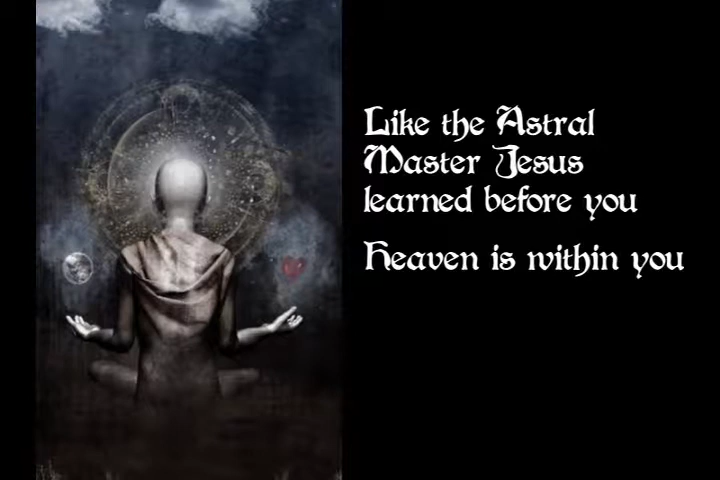 Like the Astral
Master Jesus
learned before you
Heaven is within you